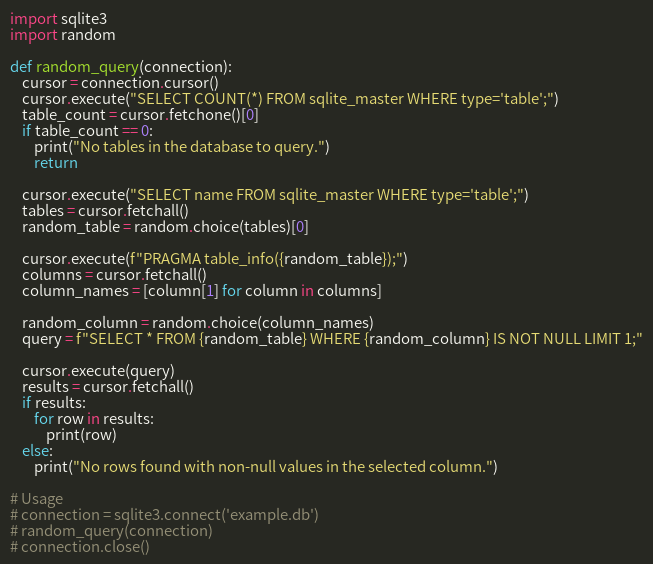 import sqlite3
import random

def random_query(connection):
    cursor = connection.cursor()
    cursor.execute("SELECT COUNT(*) FROM sqlite_master WHERE type='table';")
    table_count = cursor.fetchone()[0]
    if table_count == 0:
        print("No tables in the database to query.")
        return

    cursor.execute("SELECT name FROM sqlite_master WHERE type='table';")
    tables = cursor.fetchall()
    random_table = random.choice(tables)[0]

    cursor.execute(f"PRAGMA table_info({random_table});")
    columns = cursor.fetchall()
    column_names = [column[1] for column in columns]

    random_column = random.choice(column_names)
    query = f"SELECT * FROM {random_table} WHERE {random_column} IS NOT NULL LIMIT 1;"

    cursor.execute(query)
    results = cursor.fetchall()
    if results:
        for row in results:
            print(row)
    else:
        print("No rows found with non-null values in the selected column.")

# Usage
# connection = sqlite3.connect('example.db')
# random_query(connection)
# connection.close()